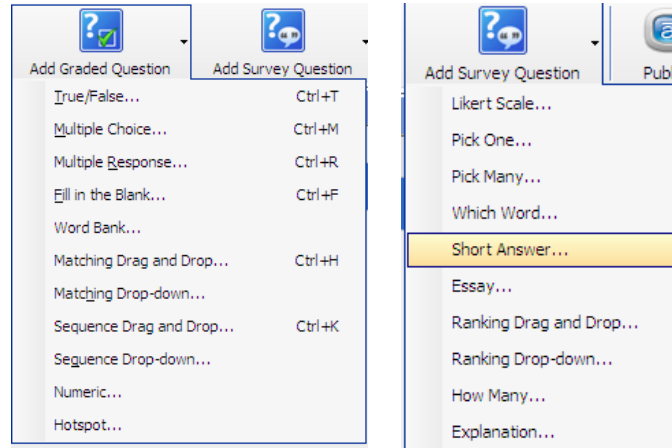 Add Graded Question
Add Survey Question
True/False... Ctrl+T
Multiple Choice... Ctrl+M
Multiple Response... Ctrl+R
Fill in the Blank... Ctrl+F
Word Bank...
Matching Drag and Drop... Ctrl+H
Matching Drop-down...
Sequence Drag and Drop... Ctrl+K
Sequence Drop-down...
Numeric...
Hotspot...
Add Survey Question
Publ
Likert Scale...
Pick One...
Pick Many...
Which Word...
Short Answer...
Essay...
Ranking Drag and Drop...
Ranking Drop-down...
How Many...
Explanation...